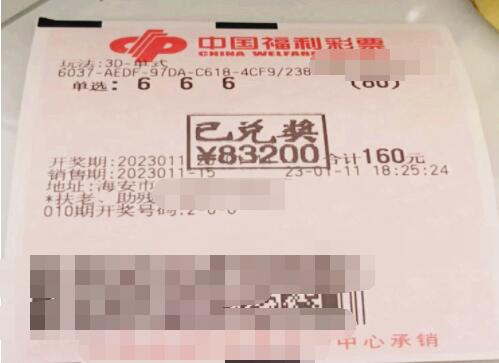 中国福利彩票
CHINA WELFARE
玩法:3D-单式
6037-AEDF-97DA-C618-4CF9/238
单选: 6 6 6 (80)
已兑奖
¥83200
开奖期:2023011 合计160元
销售期:2023011-15 23-01-11 18:25:24
地址:海安市
*扶老、助残
010期开奖号码:2
中心承销